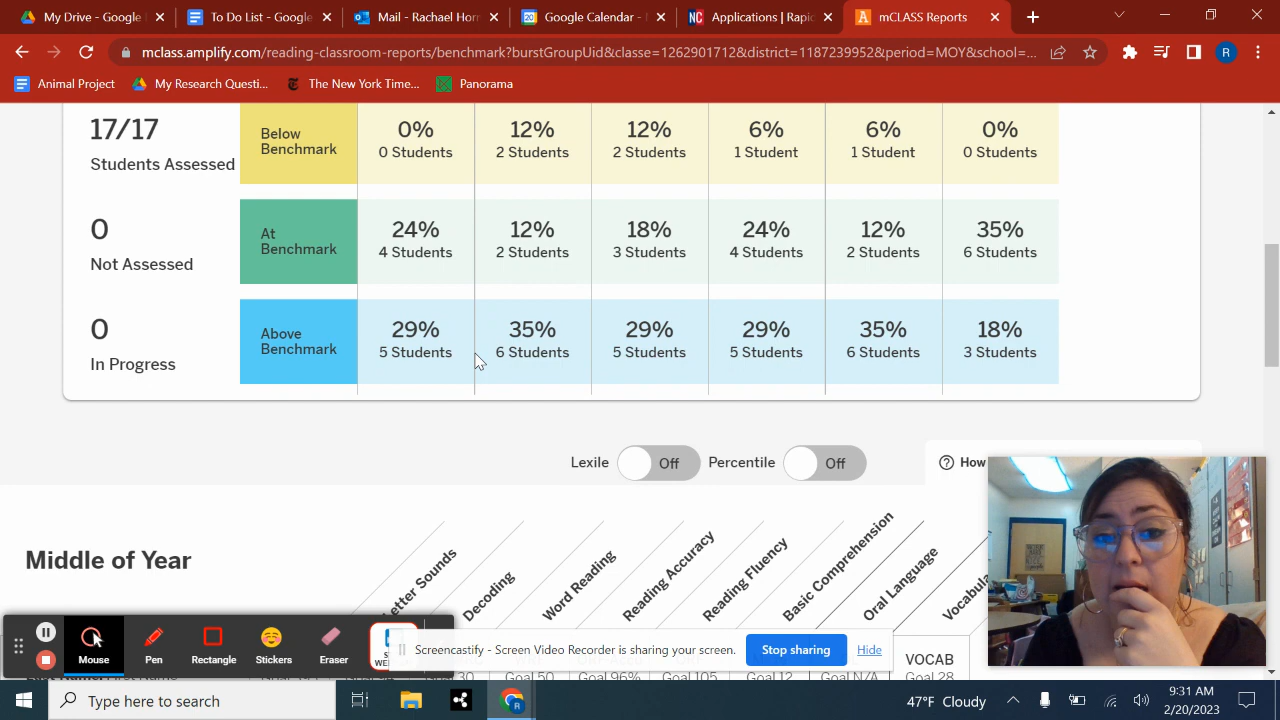 My Drive - Google
To Do List - Google
Mail - Rachael Horn
Google Calendar -
Applications | Rapid
mCLASS Reports
mclass.amplify.com/reading-classroom-reports/benchmark?burstGroupUid&classe=1262901712&district=1187239952&period=MOY&school=...
Animal Project
My Research Questi...
The New York Time...
Panorama
17/17
Students Assessed
Below
Benchmark
0% 12% 12% 6% 6% 0%
0 Students 2 Students 2 Students 1 Student 1 Student 0 Students
0
Not Assessed
At
Benchmark
24% 12% 18% 24% 12% 35%
4 Students 2 Students 3 Students 4 Students 2 Students 6 Students
0
In Progress
Above
Benchmark
29% 35% 29% 29% 35% 18%
5 Students 6 Students 5 Students 5 Students 6 Students 3 Students
Lexile Off Percentile Off How
Middle of Year
Letter Sounds
Decoding
Word Reading
Reading Accuracy
Reading Fluency
Basic Comprehension
Oral Language
VOCAB
Goal 30 Goal 50 Goal 96% Goal 105 Goal 12 Goal N/A Goal 28
Mouse Pen Rectangle Stickers Eraser
Screencastify - Screen Video Recorder is sharing your screen. Stop sharing Hide
Type here to search
47°F Cloudy
9:31 AM
2/20/2023